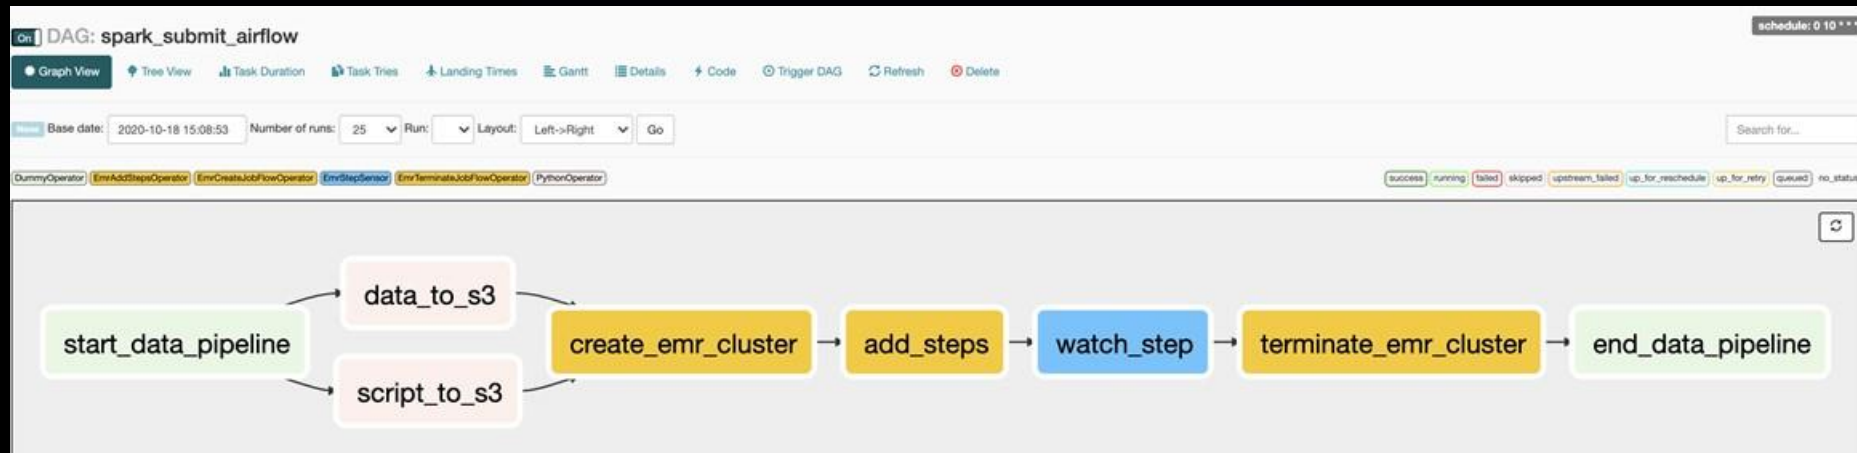 On DAG: spark_submit_airflow
schedule: 0 10 * * *
Graph View Tree View Task Duration Task Tries Landing Times Gantt Details Code Trigger DAG Refresh Delete
Base date: 2020-10-18 15:08:53 Number of runs: 25 Run: Layout: Left->Right Go
Search for...
DummyOperator EmrAddStepsOperator EmrCreateJobFlowOperator EmrStepSensor EmrTerminateJobFlowOperator PythonOperator
success running failed skipped upstream_failed up_for_reschedule up_for_retry queued no_status
start_data_pipeline
data_to_s3
script_to_s3
create_emr_cluster
add_steps
watch_step
terminate_emr_cluster
end_data_pipeline